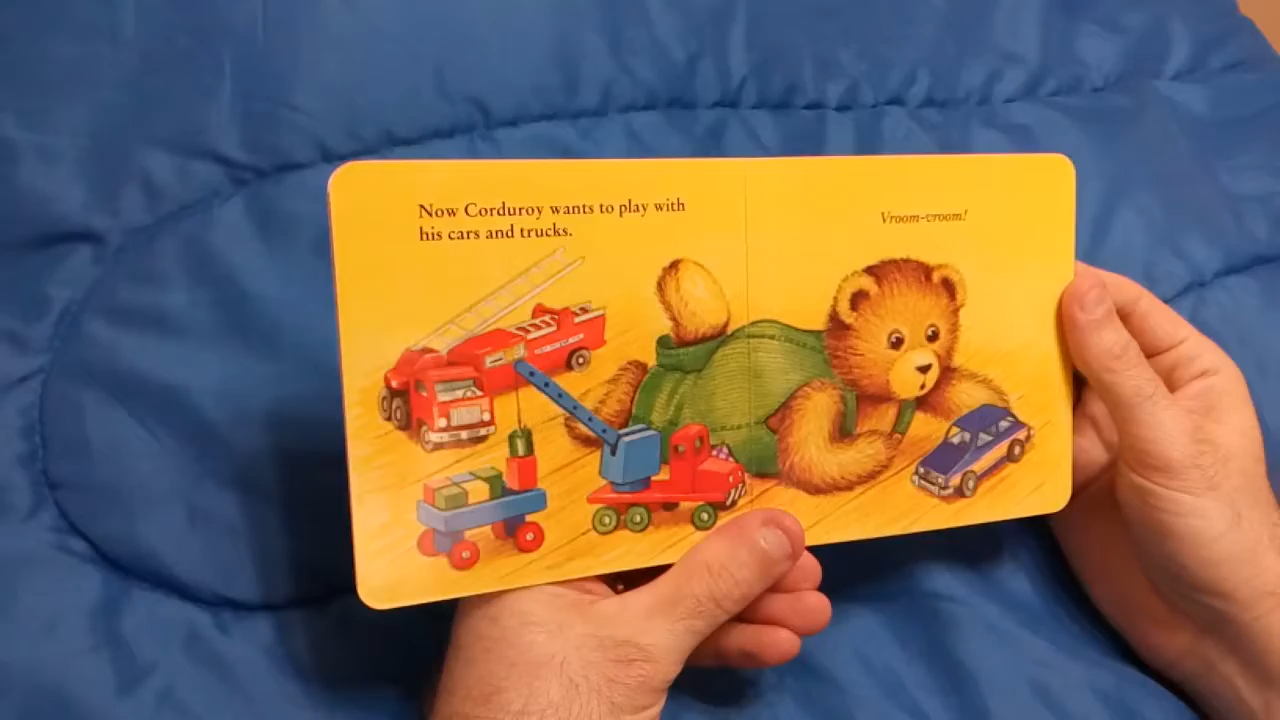 Now Corduroy wants to play with
his cars and trucks.
Vroom-vroom!